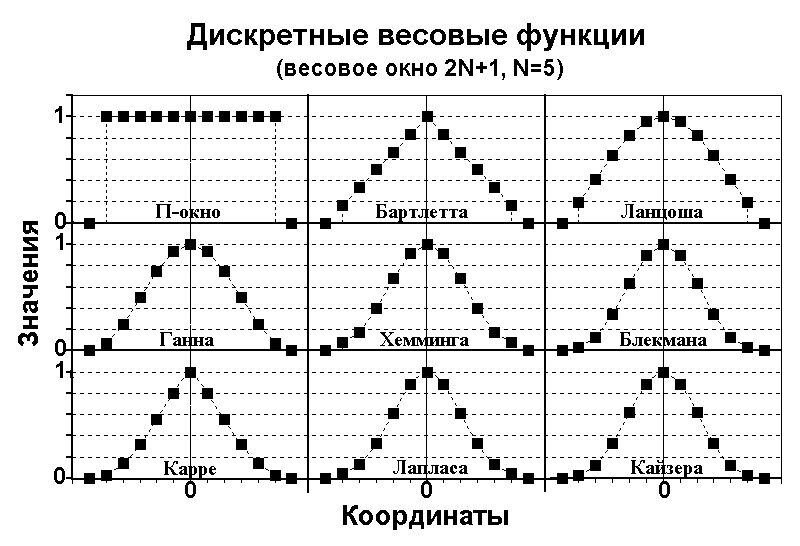 Дискретные весовые функции
(весовое окно 2N+1, N=5)
Значения
1
0
П-окно
Бартлетта
Ланцоша
1
0
Ганна
Хемминга
Блекмана
1
0
Карре
Лапласа
Кайзера
0
0
0
Координаты